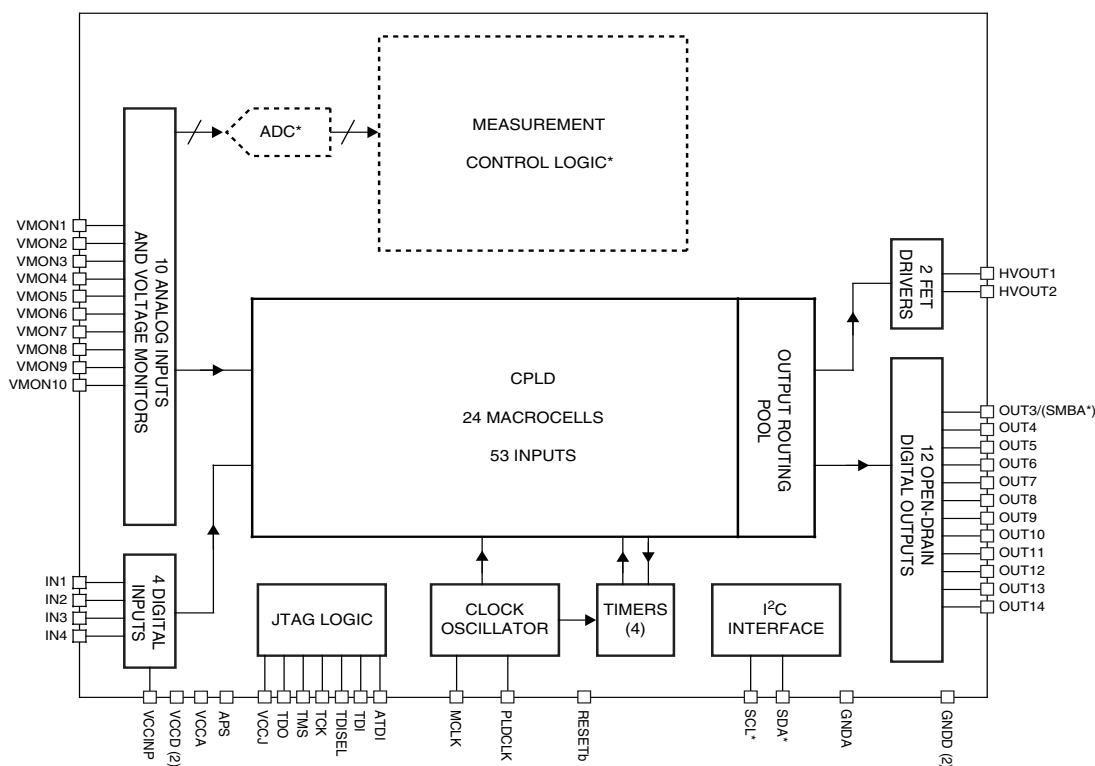 ADC*
MEASUREMENT
CONTROL LOGIC*
VMON1
VMON2
VMON3
VMON4
VMON5
VMON6
VMON7
VMON8
VMON9
VMON10
10 ANALOG INPUTS
AND VOLTAGE MONITORS
2 FET
DRIVERS
HVOUT1
HVOUT2
CPLD
24 MACROCELLS
53 INPUTS
OUTPUT ROUTING
POOL
12 OPEN-DRAIN
DIGITAL OUTPUTS
OUT3/(SMBA*)
OUT4
OUT5
OUT6
OUT7
OUT8
OUT9
OUT10
OUT11
OUT12
OUT13
OUT14
IN1
IN2
IN3
IN4
4 DIGITAL
INPUTS
JTAG LOGIC
CLOCK
OSCILLATOR
TIMERS
(4)
I²C
INTERFACE
VCCINP
VCCD (2)
VCCA
APS
VCCJ
TDO
TMS
TCK
TDISEL
TDI
ATDI
MCLK
PLDCLK
RESETb
SCL*
SDA*
GNDA
GNDD (2)